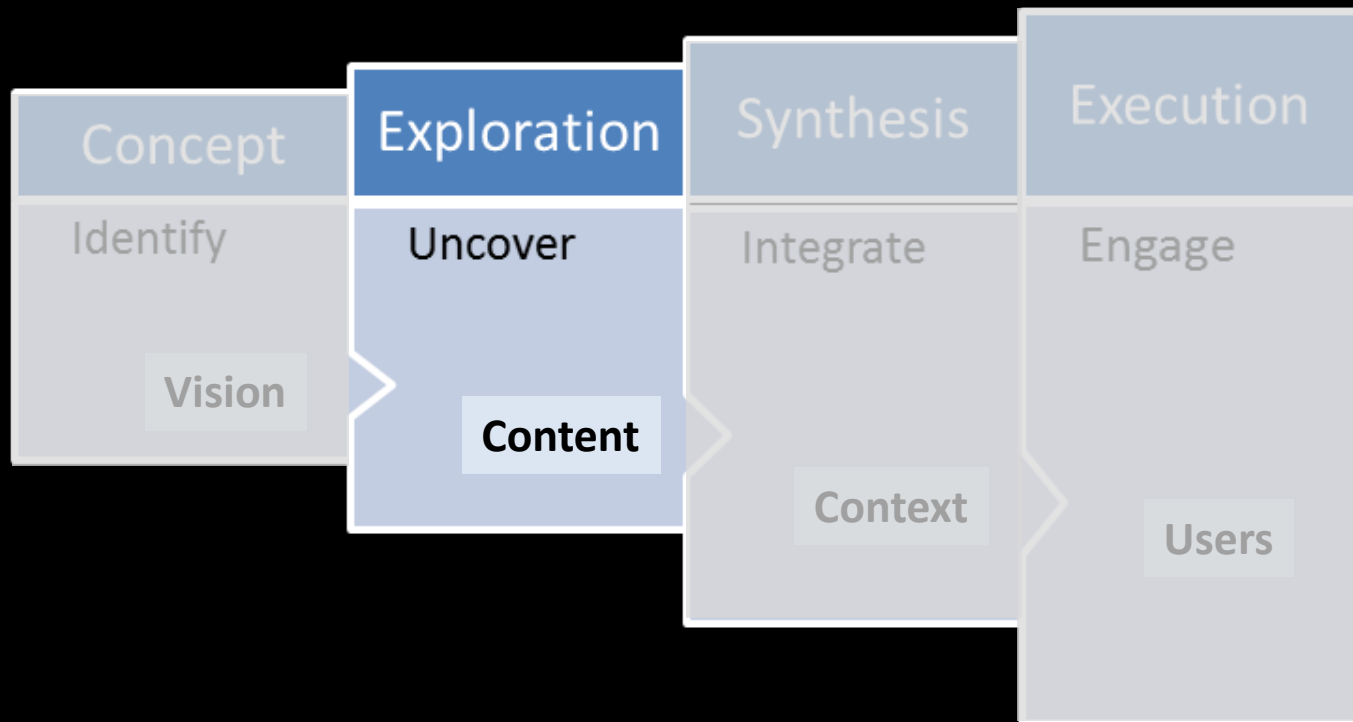 Concept
Identify
Vision
Exploration
Uncover
Content
Synthesis
Integrate
Context
Execution
Engage
Users